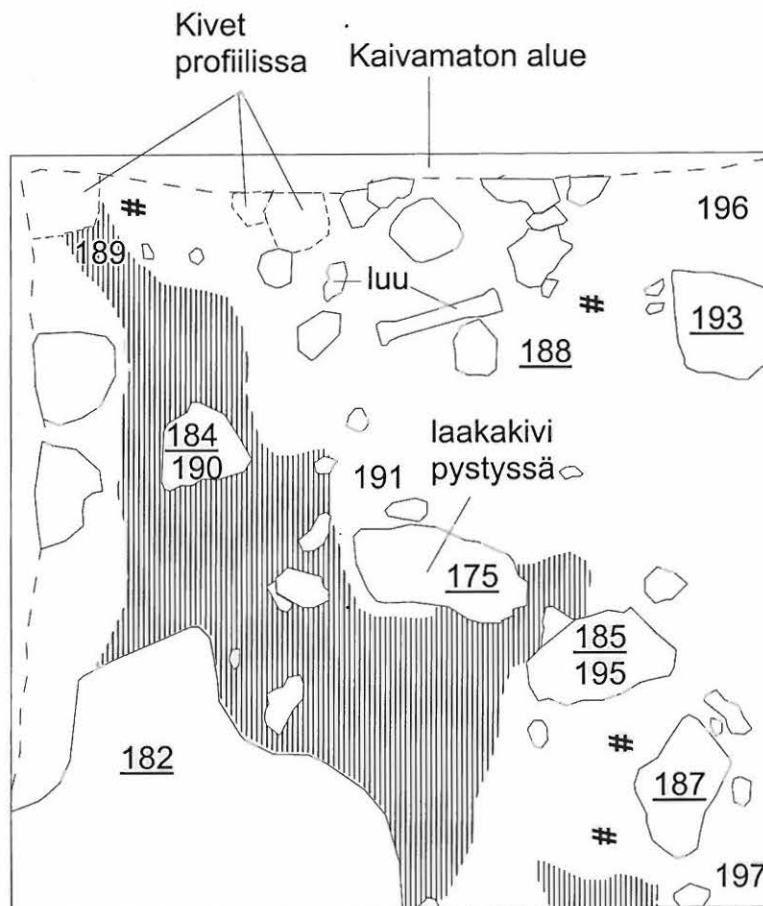 Kivet
profiilissa
Kaivamaton alue
#
196
189
luu
#
193
188
184
190
laakakivi
pystyssä
191
175
185
195
182
#
187
#
197